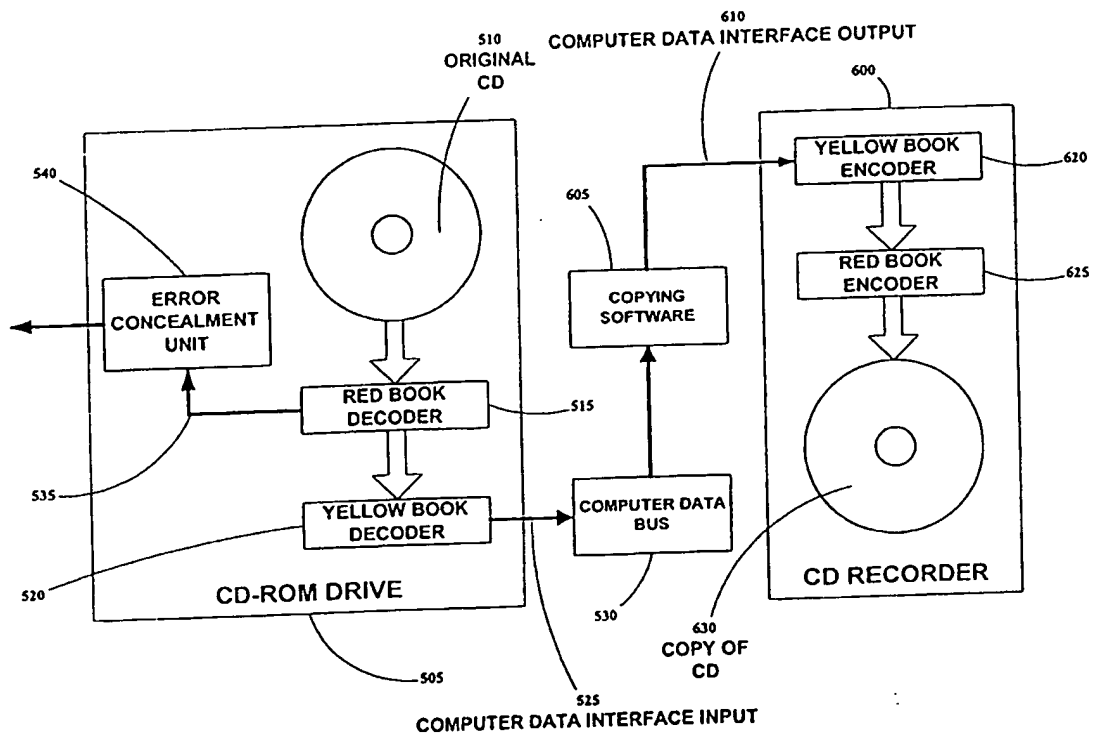 610
COMPUTER DATA INTERFACE OUTPUT
510
ORIGINAL
CD
600
540
YELLOW BOOK
ENCODER
620
605
ERROR
CONCEALMENT
UNIT
COPYING
SOFTWARE
RED BOOK
ENCODER
625
RED BOOK
DECODER
515
535
YELLOW BOOK
DECODER
COMPUTER DATA
BUS
520
CD-ROM DRIVE
530
CD RECORDER
630
COPY OF
CD
505
525
COMPUTER DATA INTERFACE INPUT